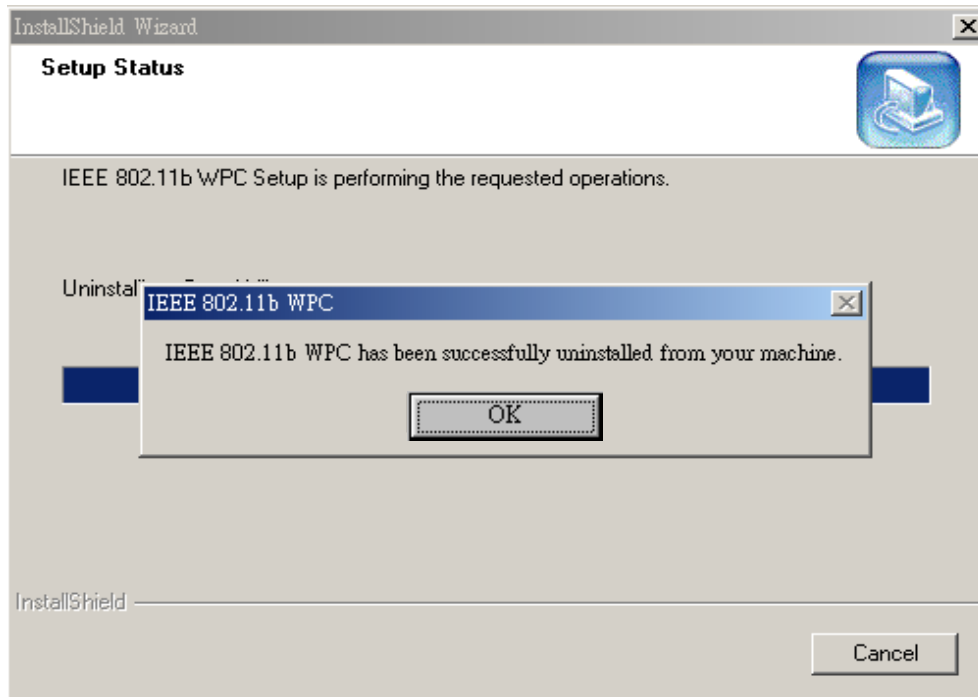 InstallShield Wizard
Setup Status
IEEE 802.11b WPC Setup is performing the requested operations.
IEEE 802.11b WPC
IEEE 802.11b WPC has been successfully uninstalled from your machine.
OK
InstallShield
Cancel